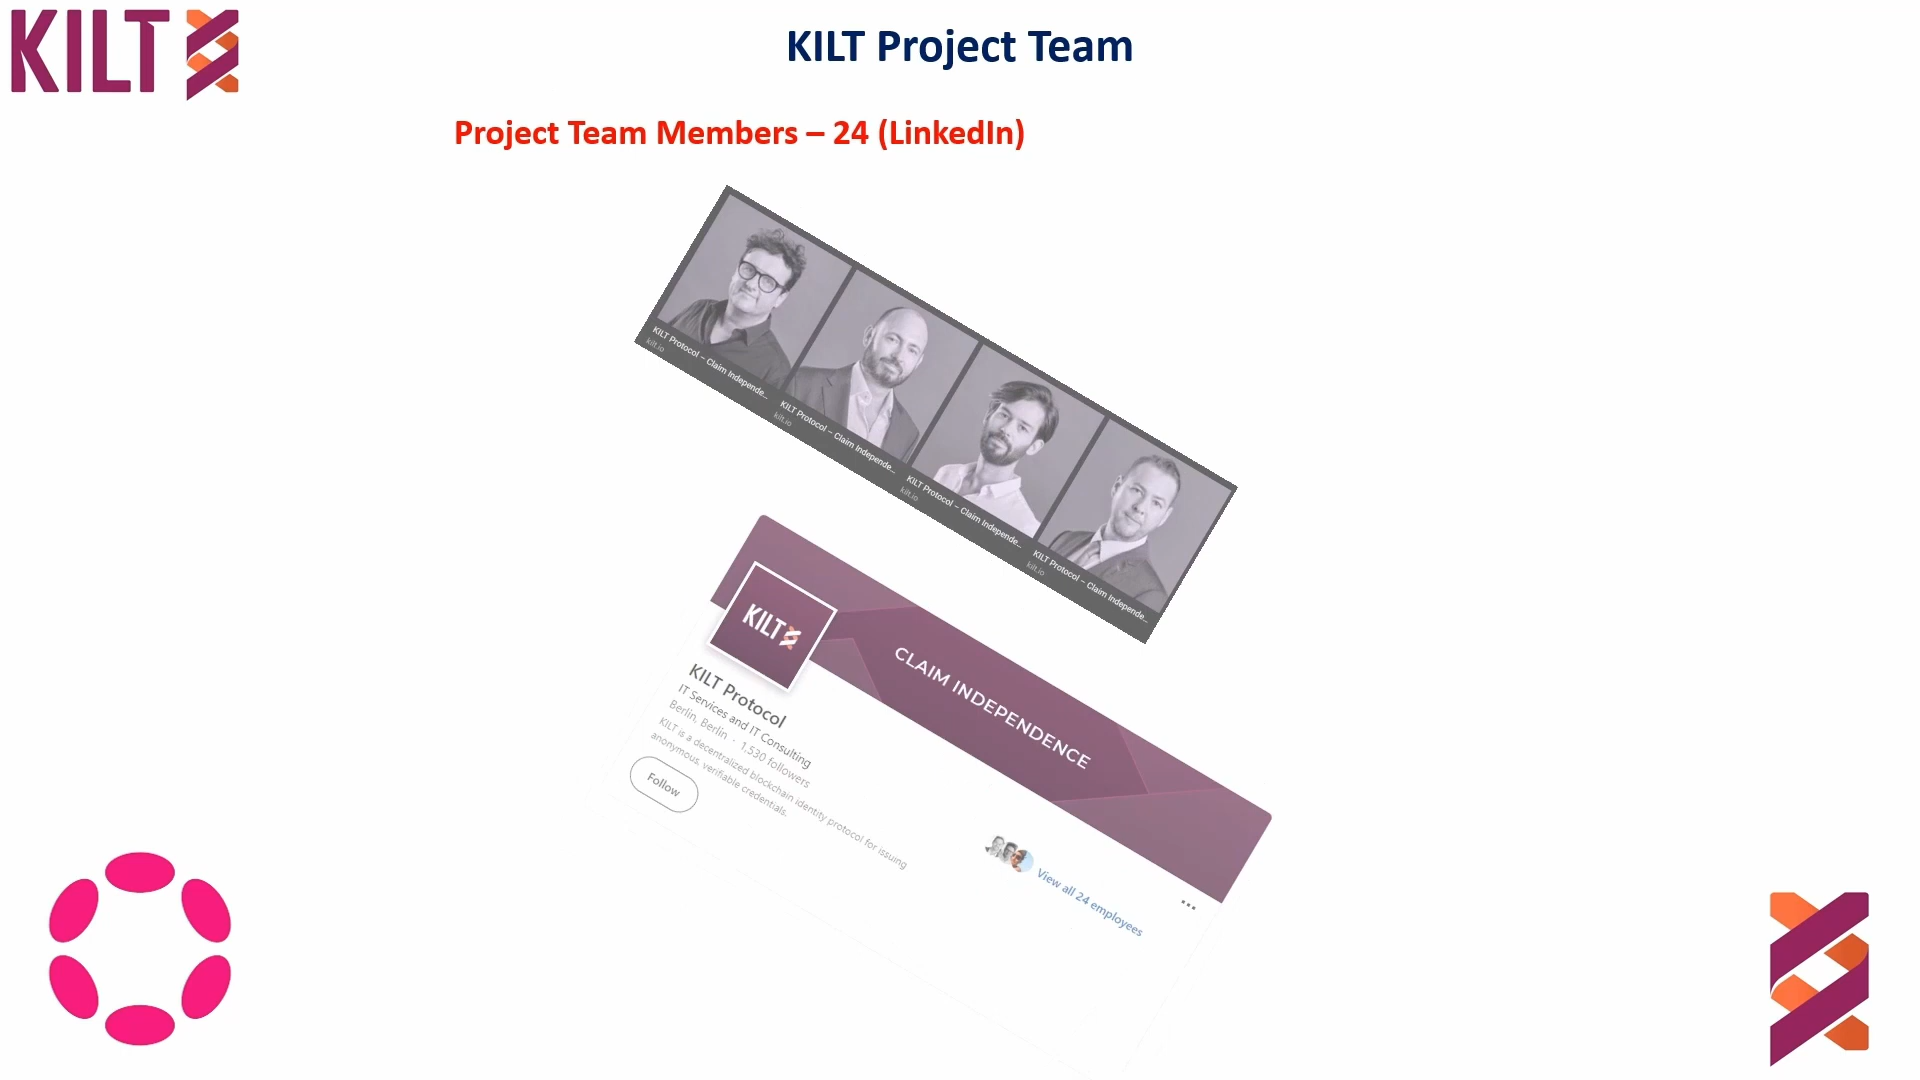 KILT
KILT Project Team
Project Team Members – 24 (LinkedIn)
KILT Protocol – Claim Independe...
kilt.io
KILT Protocol – Claim Independe...
kilt.io
KILT Protocol – Claim Independe...
kilt.io
KILT Protocol – Claim Independe...
kilt.io
KILT
CLAIM INDEPENDENCE
KILT Protocol
IT Services and IT Consulting
Berlin, Berlin · 1,530 followers
KILT is a decentralized blockchain identity protocol for issuing
anonymous, verifiable credentials.
Follow
View all 24 employees